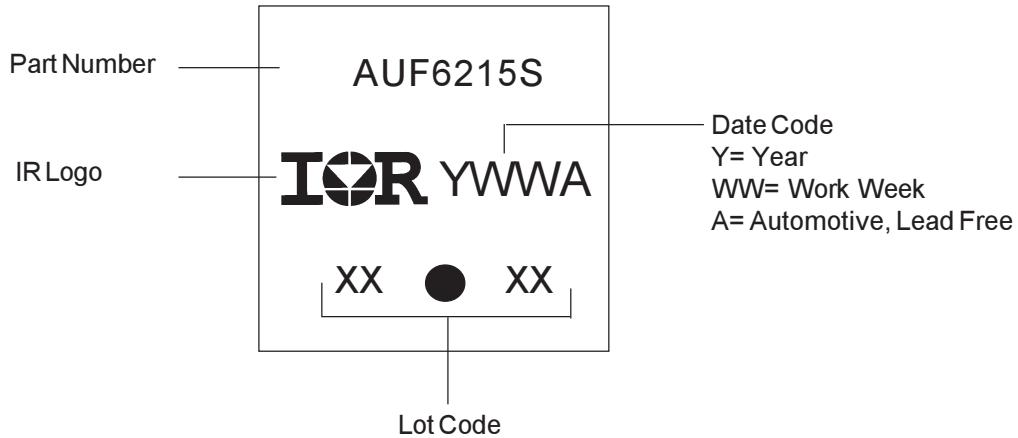 Part Number
AUF6215S
IR Logo
IOR YWWA
Date Code
Y= Year
WW= Work Week
A= Automotive, Lead Free
XX XX
Lot Code